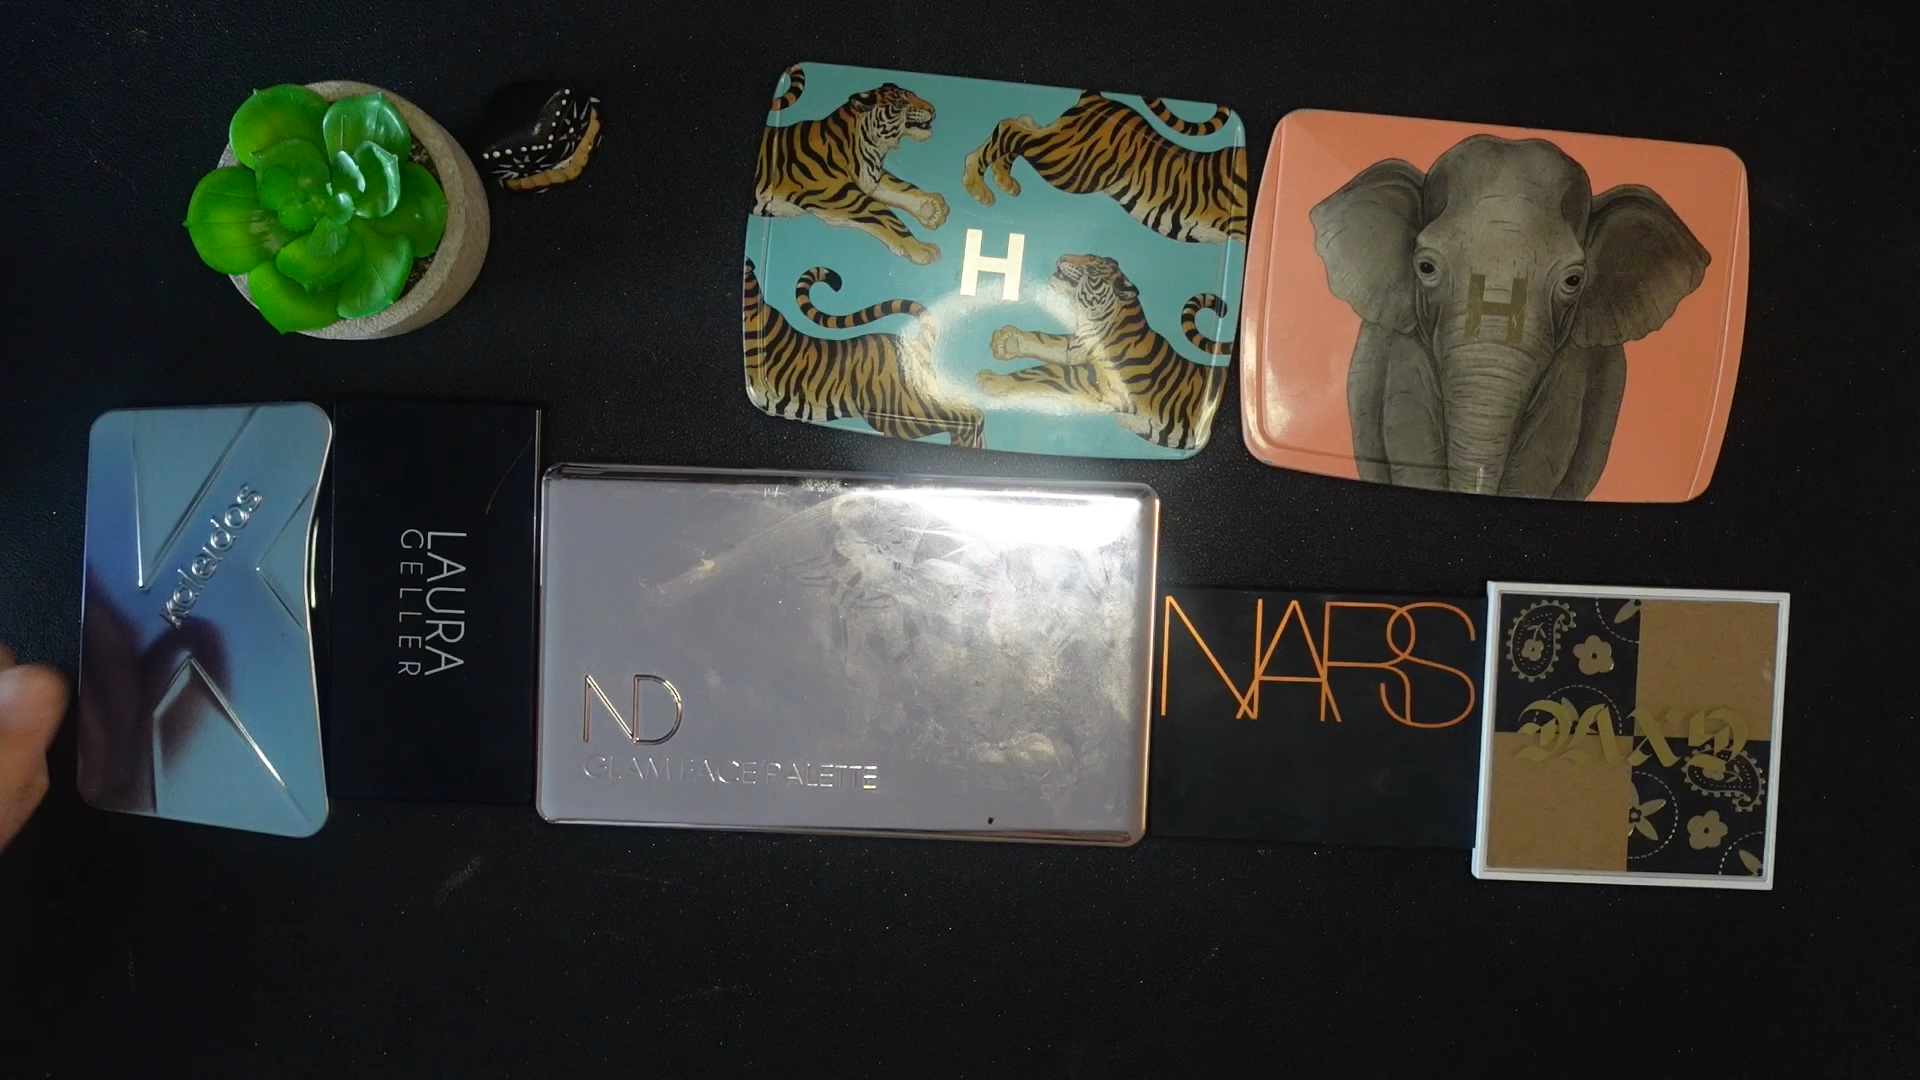 H
H
Kaleidos
LAURA
GELLER
ND
GLAM FACE PALETTE
NARS